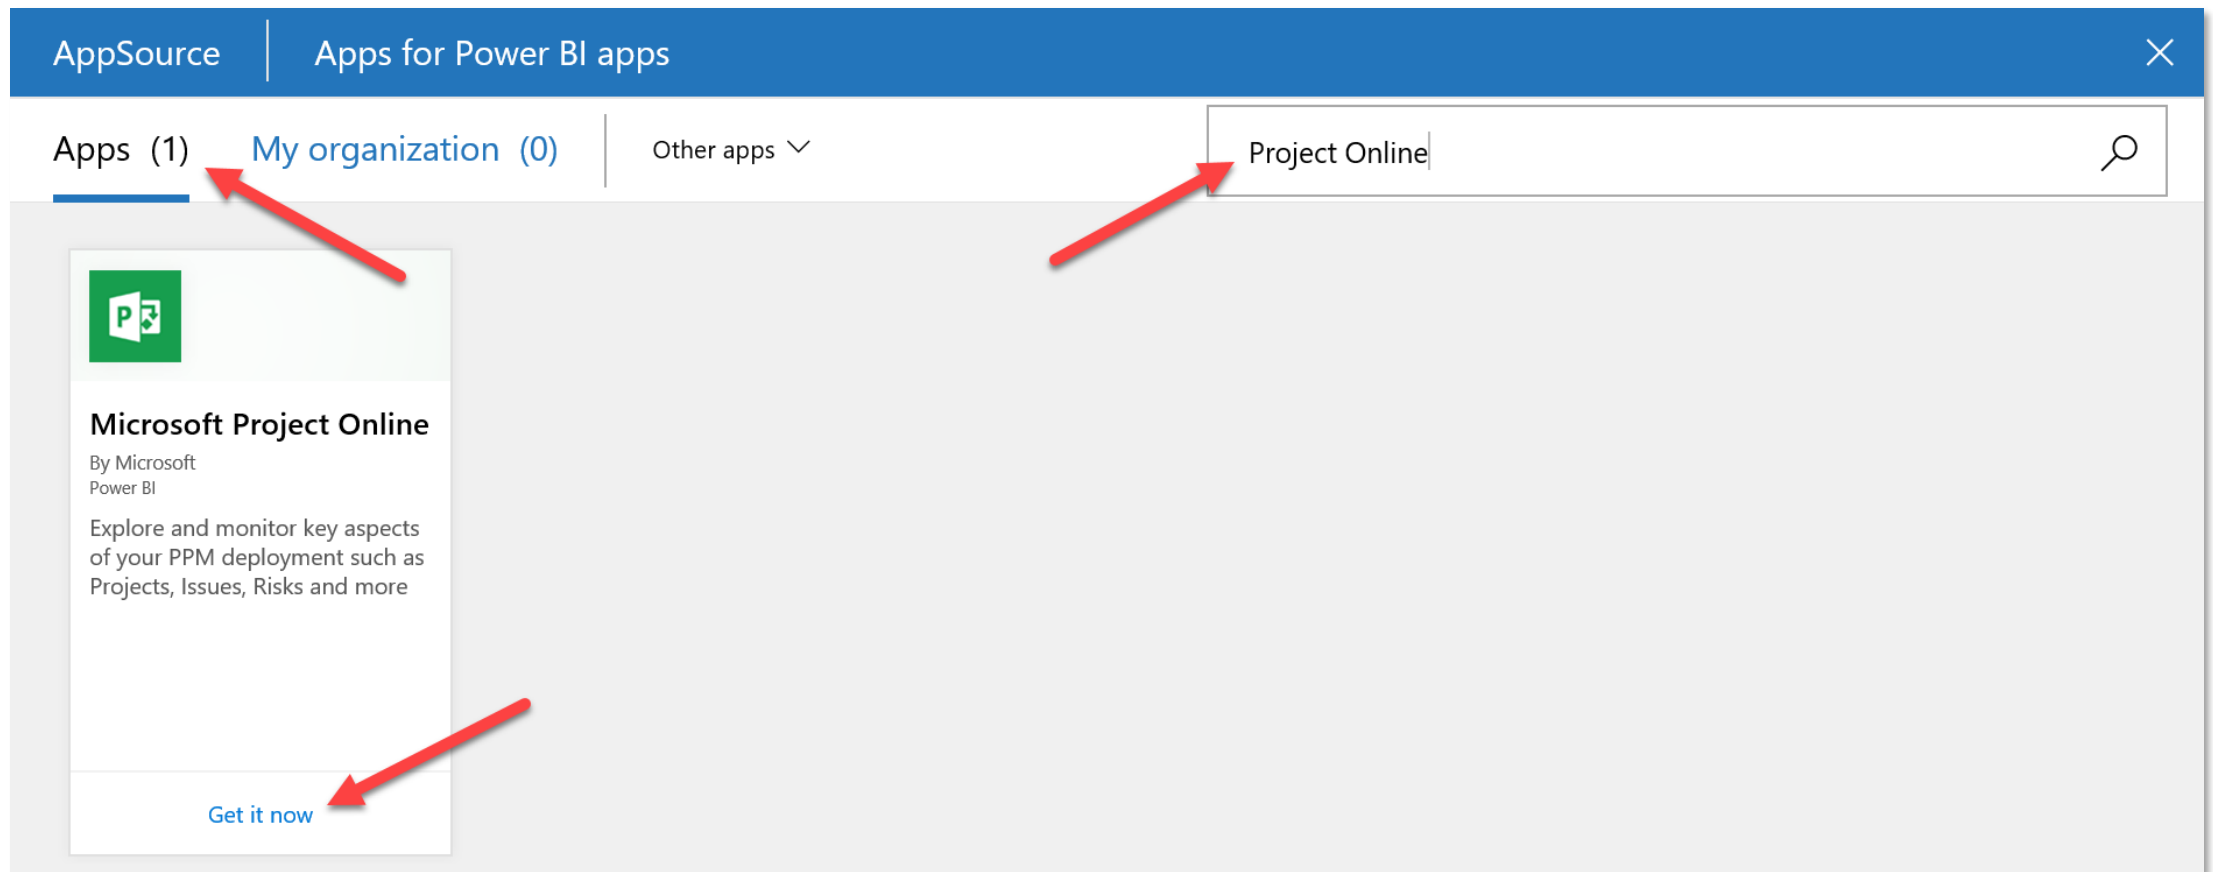 AppSource
Apps for Power BI apps
Apps (1)
My organization (0)
Other apps
Project Online
P
Microsoft Project Online
By Microsoft
Power BI
Explore and monitor key aspects
of your PPM deployment such as
Projects, Issues, Risks and more
Get it now